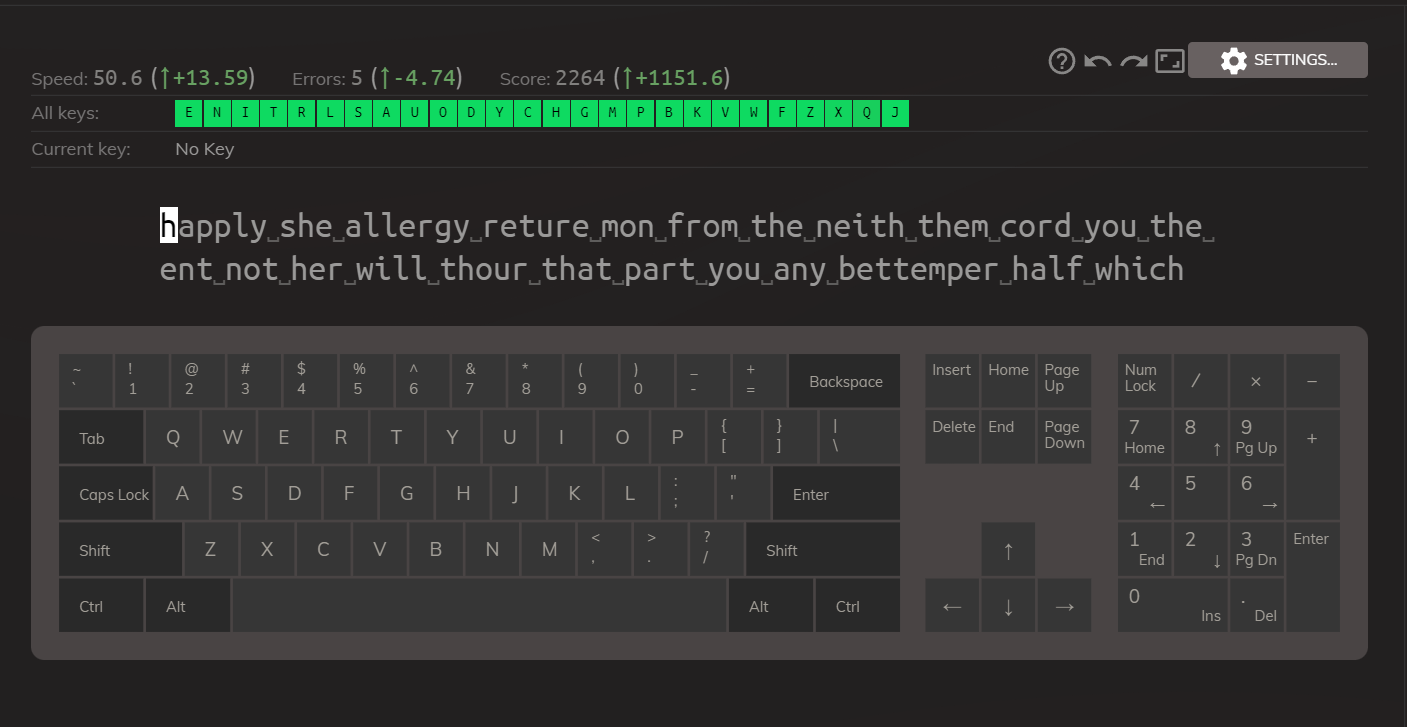 Speed: 50.6 (↑+13.59) Errors: 5 (↑-4.74) Score: 2264 (↑+1151.6) SETTINGS...
All keys: E N I T R L S A U O D Y C H G M P B K V W F Z X Q J
Current key: No Key
happly␣she␣allergy␣reture␣mon␣from␣the␣neith␣them␣cord␣you␣the␣
ent␣not␣her␣will␣thour␣that␣part␣you␣any␣bettemper␣half␣which
~ ! @ # $ % ^ & * ( ) _ +
` 1 2 3 4 5 6 7 8 9 0 - = Backspace Insert Home Page Up Num Lock / × −
Tab Q W E R T Y U I O P { [ } ] | \ Delete End Page Down 7 Home 8 ↑ 9 Pg Up +
Caps Lock A S D F G H J K L : ; " ' Enter 4 ← 5 6 →
Shift Z X C V B N M < , > . ? / Shift ↑ 1 End 2 ↓ 3 Pg Dn Enter
Ctrl Alt Alt Ctrl ← ↓ → 0 Ins . Del